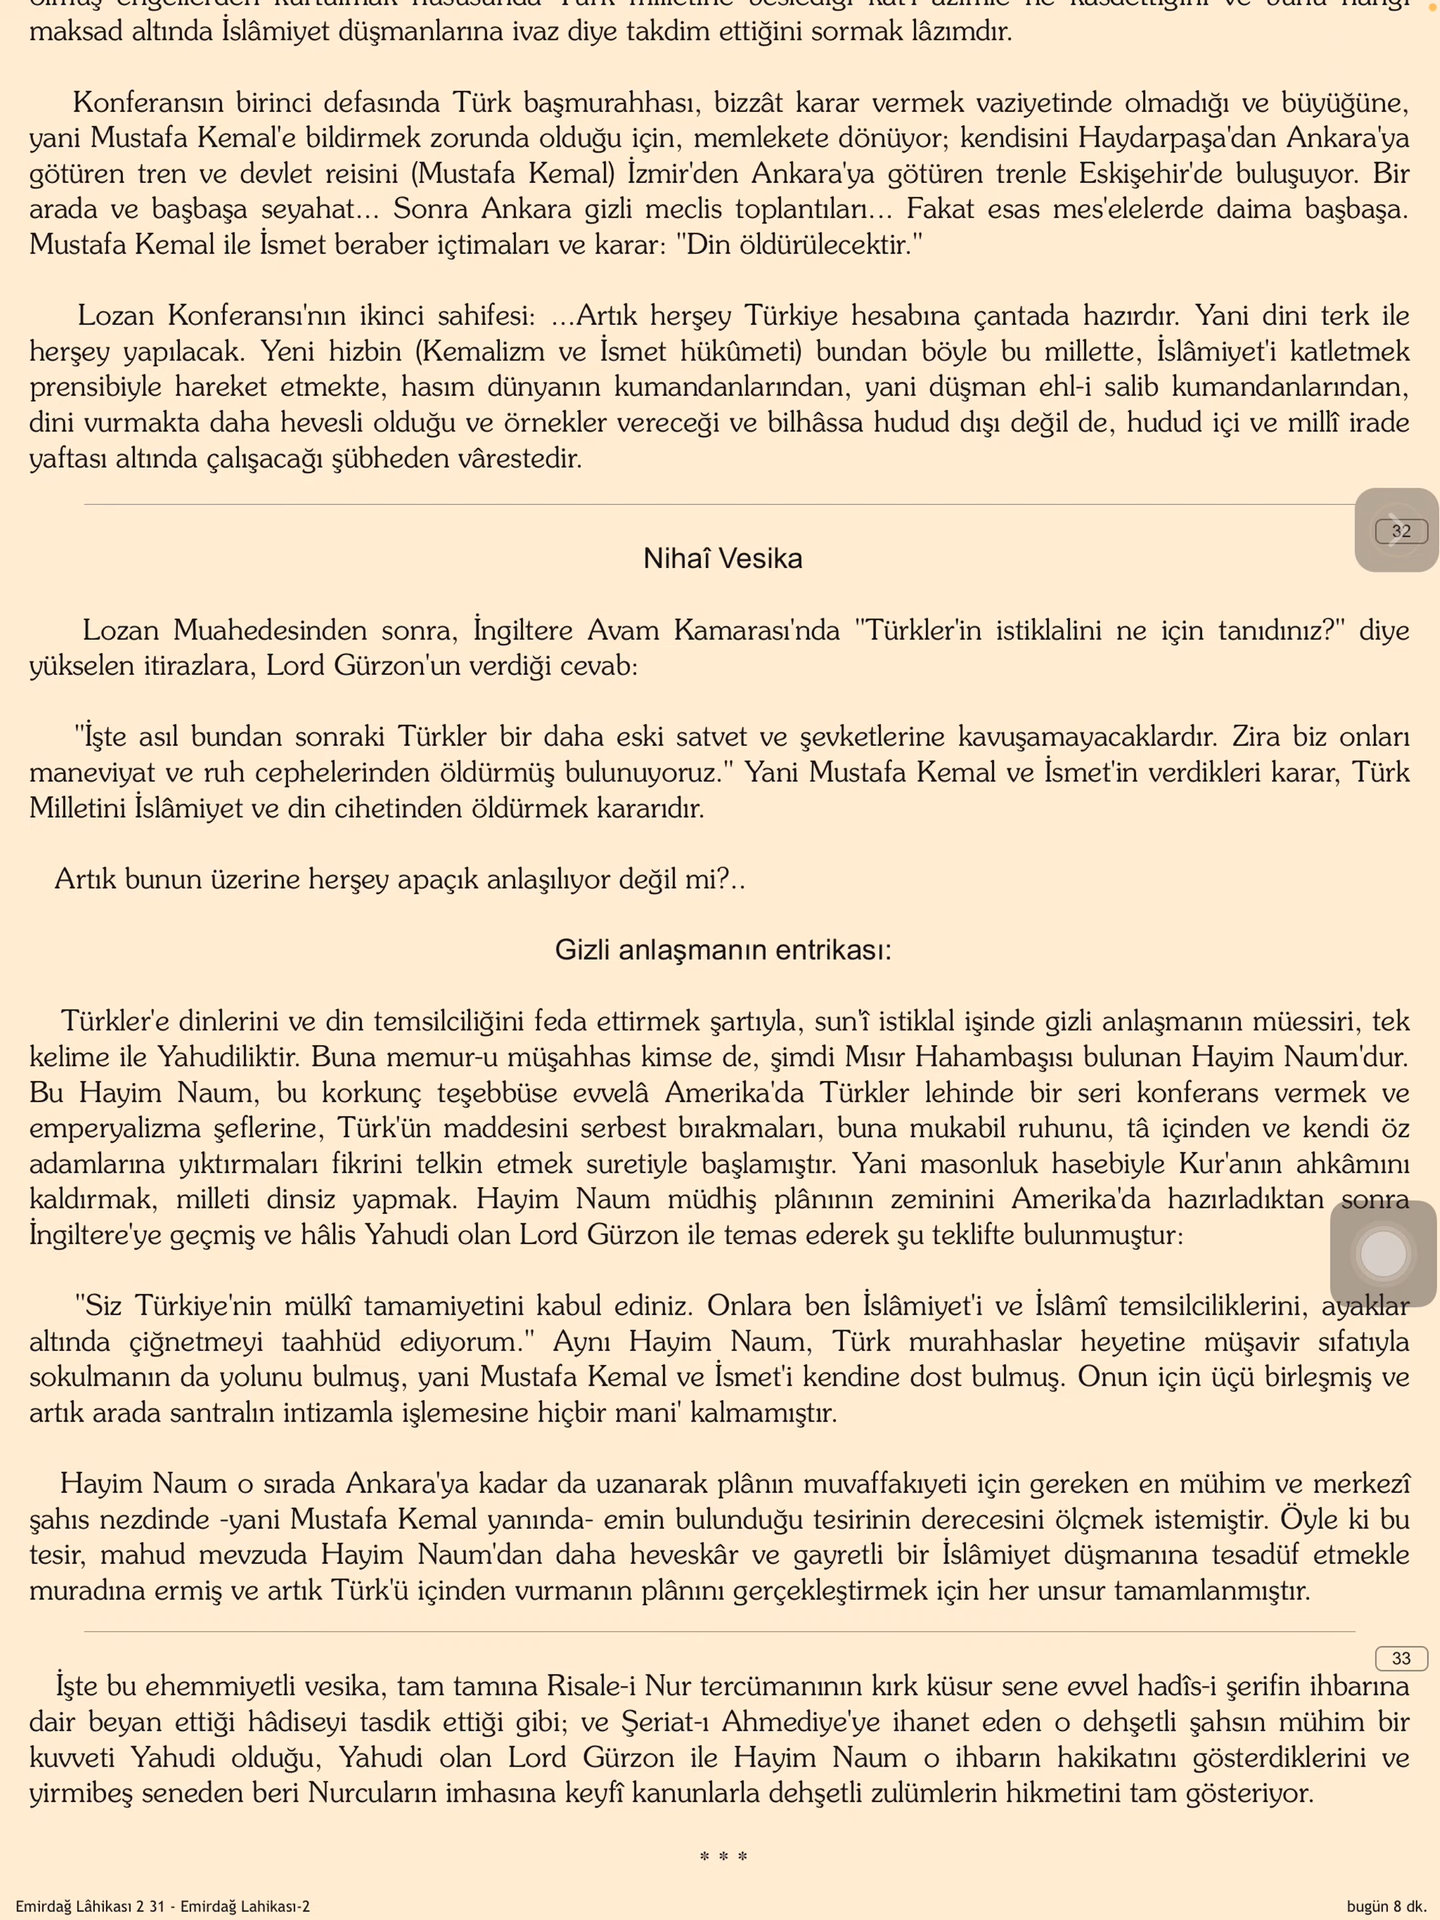 maksad altında İslâmiyet düşmanlarına ivaz diye takdim ettiğini sormak lâzımdır.
Konferansın birinci defasında Türk başmurahhası, bizzât karar vermek vaziyetinde olmadığı ve büyüğüne,
yani Mustafa Kemal'e bildirmek zorunda olduğu için, memlekete dönüyor; kendisini Haydarpaşa'dan Ankara'ya
götüren tren ve devlet reisini (Mustafa Kemal) İzmir'den Ankara'ya götüren trenle Eskişehir'de buluşuyor. Bir
arada ve başbaşa seyahat... Sonra Ankara gizli meclis toplantıları... Fakat esas mes'elelerde daima başbaşa.
Mustafa Kemal ile İsmet beraber içtimaları ve karar: "Din öldürülecektir."
Lozan Konferansı'nın ikinci sahifesi: ...Artık herşey Türkiye hesabına çantada hazırdır. Yani dini terk ile
herşey yapılacak. Yeni hizbin (Kemalizm ve İsmet hükûmeti) bundan böyle bu millette, İslâmiyet'i katletmek
prensibiyle hareket etmekte, hasım dünyanın kumandanlarından, yani düşman ehl-i salib kumandanlarından,
dini vurmakta daha hevesli olduğu ve örnekler vereceği ve bilhâssa hudud dışı değil de, hudud içi ve millî irade
yaftası altında çalışacağı şübheden vârestedir.
32
Nihaî Vesika
Lozan Muahedesinden sonra, İngiltere Avam Kamarası'nda "Türkler'in istiklalini ne için tanıdınız?" diye
yükselen itirazlara, Lord Gürzon'un verdiği cevab:
"İşte asıl bundan sonraki Türkler bir daha eski satvet ve şevketlerine kavuşamayacaklardır. Zira biz onları
maneviyat ve ruh cephelerinden öldürmüş bulunuyoruz." Yani Mustafa Kemal ve İsmet'in verdikleri karar, Türk
Milletini İslâmiyet ve din cihetinden öldürmek kararıdır.
Artık bunun üzerine herşey apaçık anlaşılıyor değil mi?..
Gizli anlaşmanın entrikası:
Türkler'e dinlerini ve din temsilciliğini feda ettirmek şartıyla, sun'î istiklal işinde gizli anlaşmanın müessiri, tek
kelime ile Yahudiliktir. Buna memur-u müşahhas kimse de, şimdi Mısır Hahambaşısı bulunan Hayim Naum'dur.
Bu Hayim Naum, bu korkunç teşebbüse evvelâ Amerika'da Türkler lehinde bir seri konferans vermek ve
emperyalizma şeflerine, Türk'ün maddesini serbest bırakmaları, buna mukabil ruhunu, tâ içinden ve kendi öz
adamlarına yıktırmaları fikrini telkin etmek suretiyle başlamıştır. Yani masonluk hasebiyle Kur'anın ahkâmını
kaldırmak, milleti dinsiz yapmak. Hayim Naum müdhiş plânının zeminini Amerika'da hazırladıktan sonra
İngiltere'ye geçmiş ve hâlis Yahudi olan Lord Gürzon ile temas ederek şu teklifte bulunmuştur:
"Siz Türkiye'nin mülkî tamamiyetini kabul ediniz. Onlara ben İslâmiyet'i ve İslâmî temsilciliklerini, ayaklar
altında çiğnetmeyi taahhüd ediyorum." Aynı Hayim Naum, Türk murahhaslar heyetine müşavir sıfatıyla
sokulmanın da yolunu bulmuş, yani Mustafa Kemal ve İsmet'i kendine dost bulmuş. Onun için üçü birleşmiş ve
artık arada santralın intizamla işlemesine hiçbir mani' kalmamıştır.
Hayim Naum o sırada Ankara'ya kadar da uzanarak plânın muvaffakıyeti için gereken en mühim ve merkezî
şahıs nezdinde -yani Mustafa Kemal yanında- emin bulunduğu tesirinin derecesini ölçmek istemiştir. Öyle ki bu
tesir, mahud mevzuda Hayim Naum'dan daha heveskâr ve gayretli bir İslâmiyet düşmanına tesadüf etmekle
muradına ermiş ve artık Türk'ü içinden vurmanın plânını gerçekleştirmek için her unsur tamamlanmıştır.
33
İşte bu ehemmiyetli vesika, tam tamına Risale-i Nur tercümanının kırk küsur sene evvel hadîs-i şerifin ihbarına
dair beyan ettiği hâdiseyi tasdik ettiği gibi; ve Şeriat-ı Ahmediye'ye ihanet eden o dehşetli şahsın mühim bir
kuvveti Yahudi olduğu, Yahudi olan Lord Gürzon ile Hayim Naum o ihbarın hakikatını gösterdiklerini ve
yirmibeş seneden beri Nurcuların imhasına keyfî kanunlarla dehşetli zulümlerin hikmetini tam gösteriyor.
* * *
Emirdağ Lâhikası 2 31 - Emirdağ Lahikası-2
bugün 8 dk.